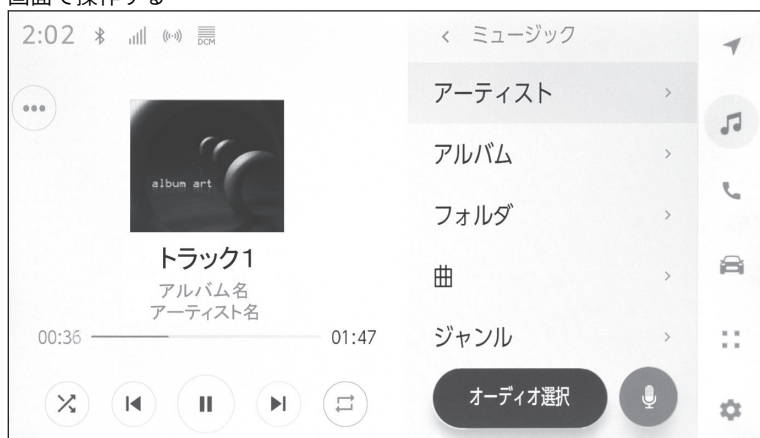 画面で操作する
2:02
DCM
album art
トラック1
アルバム名
アーティスト名
00:36
01:47
ミュージック
アーティスト
アルバム
フォルダ
曲
ジャンル
オーディオ選択